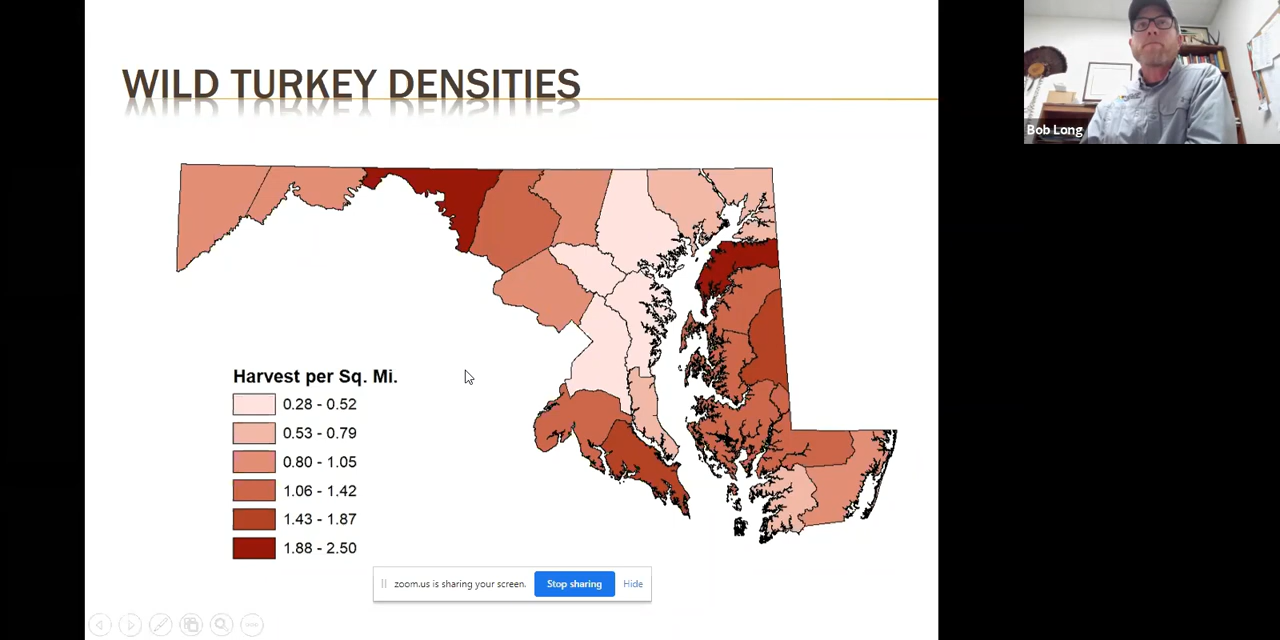 WILD TURKEY DENSITIES
Bob Long
Harvest per Sq. Mi.
0.28 - 0.52
0.53 - 0.79
0.80 - 1.05
1.06 - 1.42
1.43 - 1.87
1.88 - 2.50
zoom.us is sharing your screen.
Stop sharing
Hide